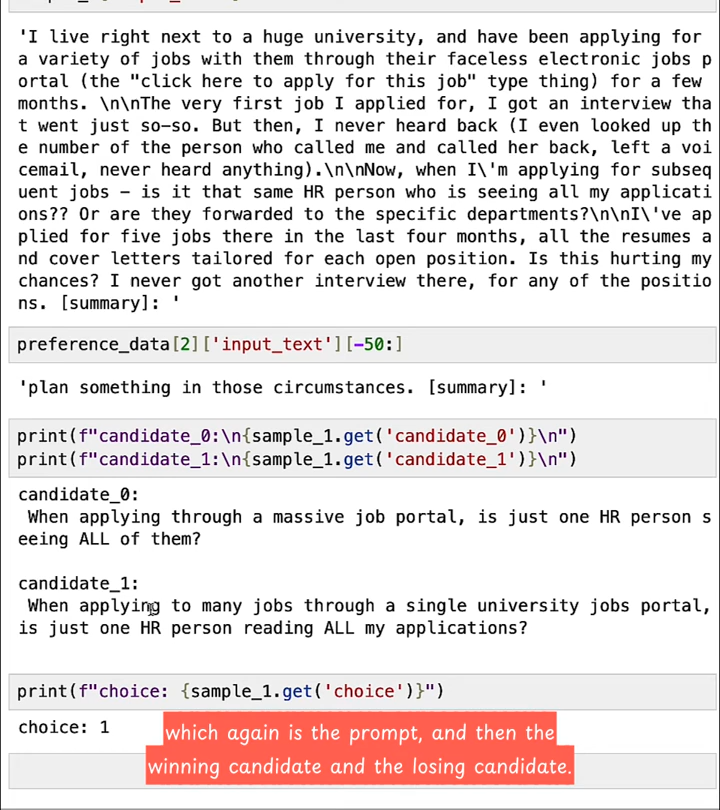 'I live right next to a huge university, and have been applying for
a variety of jobs with them through their faceless electronic jobs p
ortal (the "click here to apply for this job" type thing) for a few
months. \n\nThe very first job I applied for, I got an interview tha
t went just so-so. But then, I never heard back (I even looked up th
e number of the person who called me and called her back, left a voi
cemail, never heard anything).\n\nNow, when I\'m applying for subseq
uent jobs — is it that same HR person who is seeing all my applicati
ons?? Or are they forwarded to the specific departments?\n\nI\'ve ap
plied for five jobs there in the last four months, all the resumes a
nd cover letters tailored for each open position. Is this hurting my
chances? I never got another interview there, for any of the positio
ns. [summary]: '
preference_data[2]['input_text'][-50:]
'plan something in those circumstances. [summary]: '
print(f"candidate_0:\n{sample_1.get('candidate_0')}\n")
print(f"candidate_1:\n{sample_1.get('candidate_1')}\n")
candidate_0:
When applying through a massive job portal, is just one HR person s
eeing ALL of them?
candidate_1:
When applying to many jobs through a single university jobs portal,
is just one HR person reading ALL my applications?
print(f"choice: {sample_1.get('choice')}")
choice: 1
which again is the prompt, and then the
winning candidate and the losing candidate.